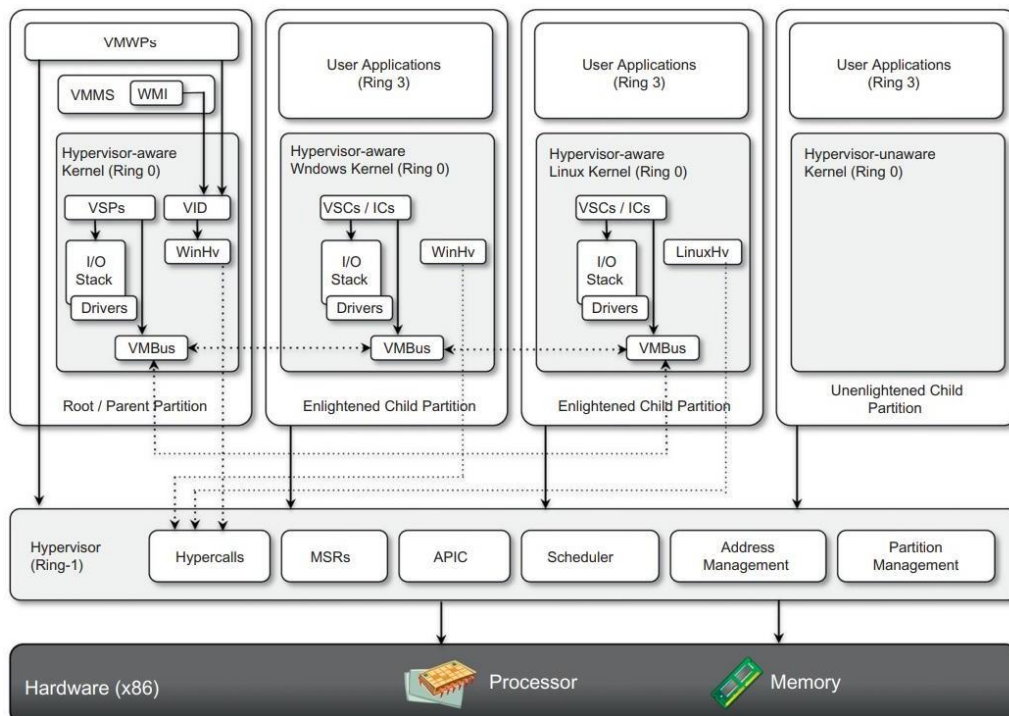 VMWPs
VMMS
WMI
Hypervisor-aware
Kernel (Ring 0)
VSPs
VID
I/O
Stack
WinHv
Drivers
VMBus
Root / Parent Partition
User Applications
(Ring 3)
Hypervisor-aware
Wndows Kernel (Ring 0)
VSCs / ICs
I/O
Stack
WinHv
Drivers
VMBus
Enlightened Child Partition
User Applications
(Ring 3)
Hypervisor-aware
Linux Kernel (Ring 0)
VSCs / ICs
I/O
Stack
LinuxHv
Drivers
VMBus
Enlightened Child Partition
User Applications
(Ring 3)
Hypervisor-unaware
Kernel (Ring 0)
Unenlightened Child
Partition
Hypervisor
(Ring-1)
Hypercalls
MSRs
APIC
Scheduler
Address
Management
Partition
Management
Hardware (x86)
Processor
Memory